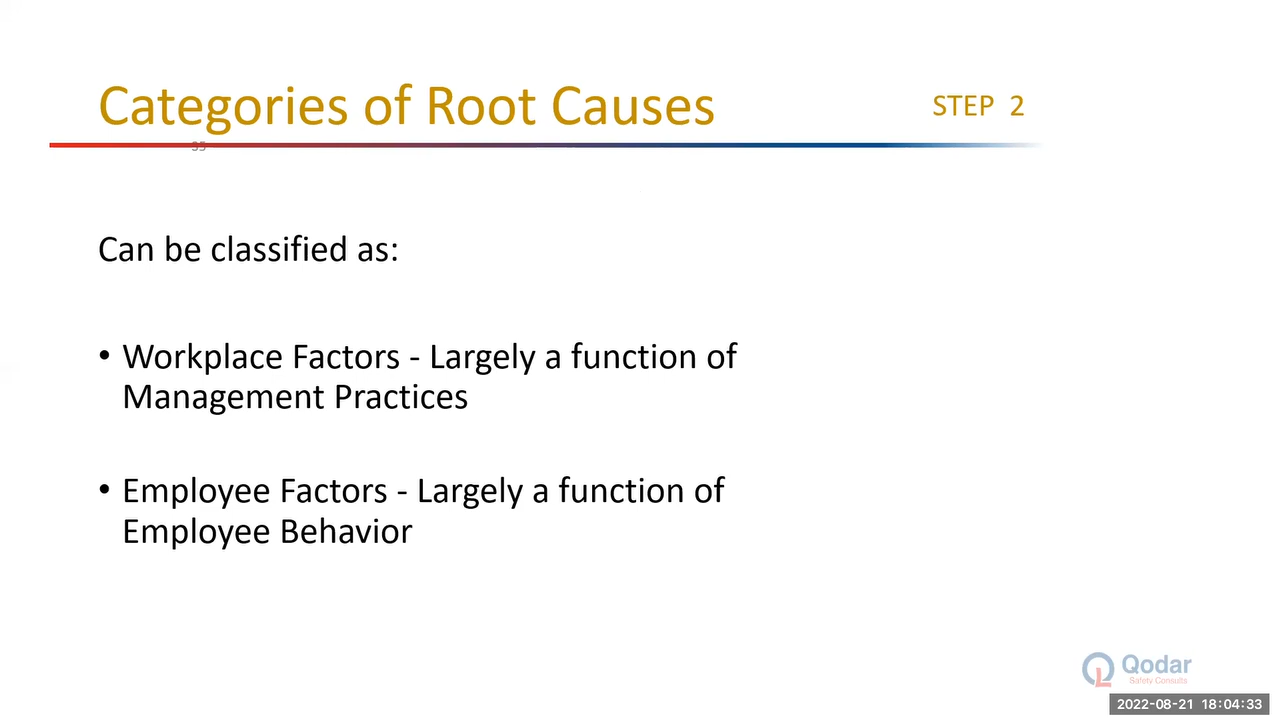 Categories of Root Causes
STEP 2
35
Can be classified as:
• Workplace Factors - Largely a function of
Management Practices
• Employee Factors - Largely a function of
Employee Behavior
Qodar
Safety Consults
2022-08-21 18:04:33